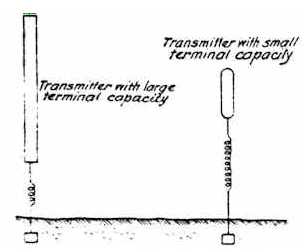 Transmitter with large
terminal capacity
Transmitter with small
terminal capacity